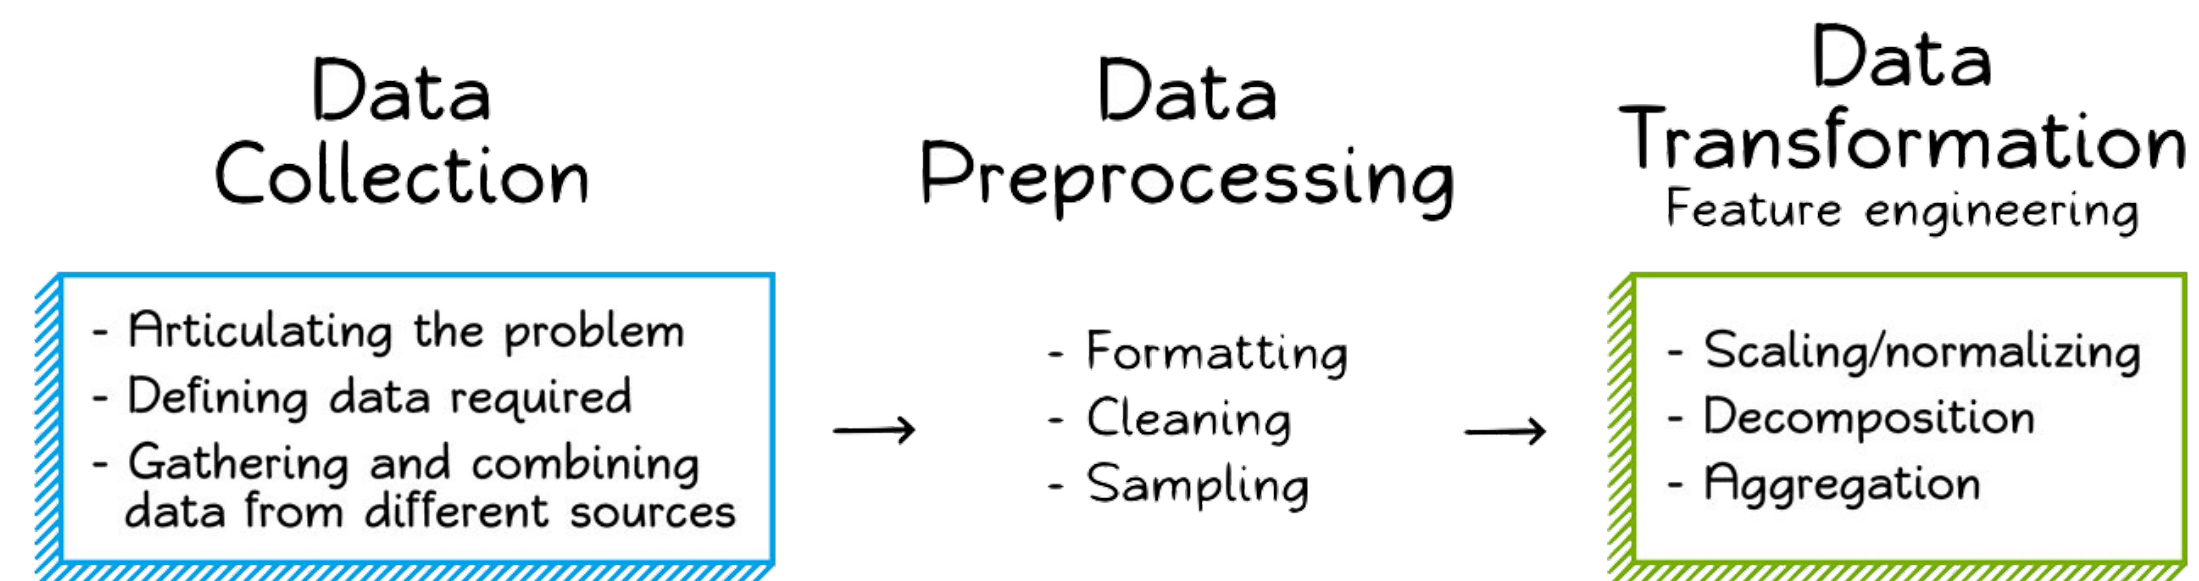 Data
Collection
- Articulating the problem
- Defining data required
- Gathering and combining
data from different sources
Data
Preprocessing
- Formatting
- Cleaning
- Sampling
Data
Transformation
Feature engineering
- Scaling/normalizing
- Decomposition
- Aggregation